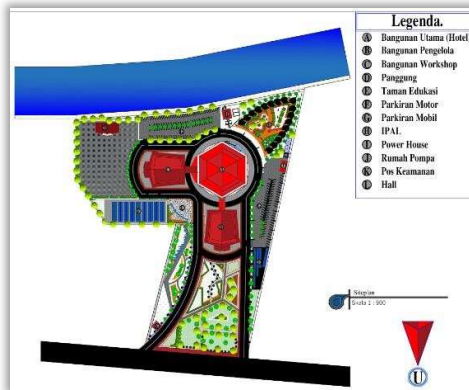 Legenda.
A Bangunan Utama (Hotel)
B Bangunan Pengelola
C Bangunan Workshop
D Panggung
E Taman Edukasi
F Parkiran Motor
G Parkiran Mobil
H IPAL
I Power House
J Rumah Pompa
K Pos Keamanan
L Hall
Siteplan
Skala 1 : 900
U